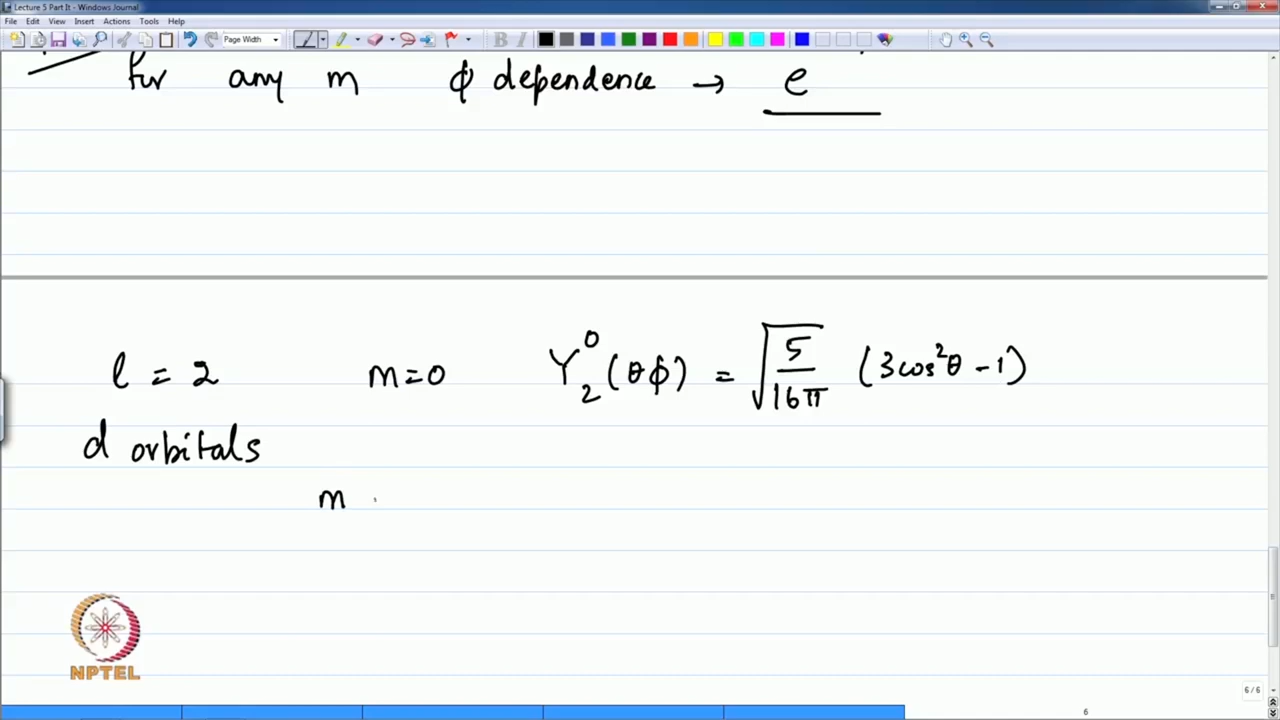 Lecture 5 Part II - Windows Journal
File Edit View Insert Actions Tools Help
Page Width
for any m ϕ dependence → e
l = 2 m=0 Y₂⁰(θϕ) = √(5/16π) (3cos²θ - 1)
d orbitals
m
NPTEL
6/6
6